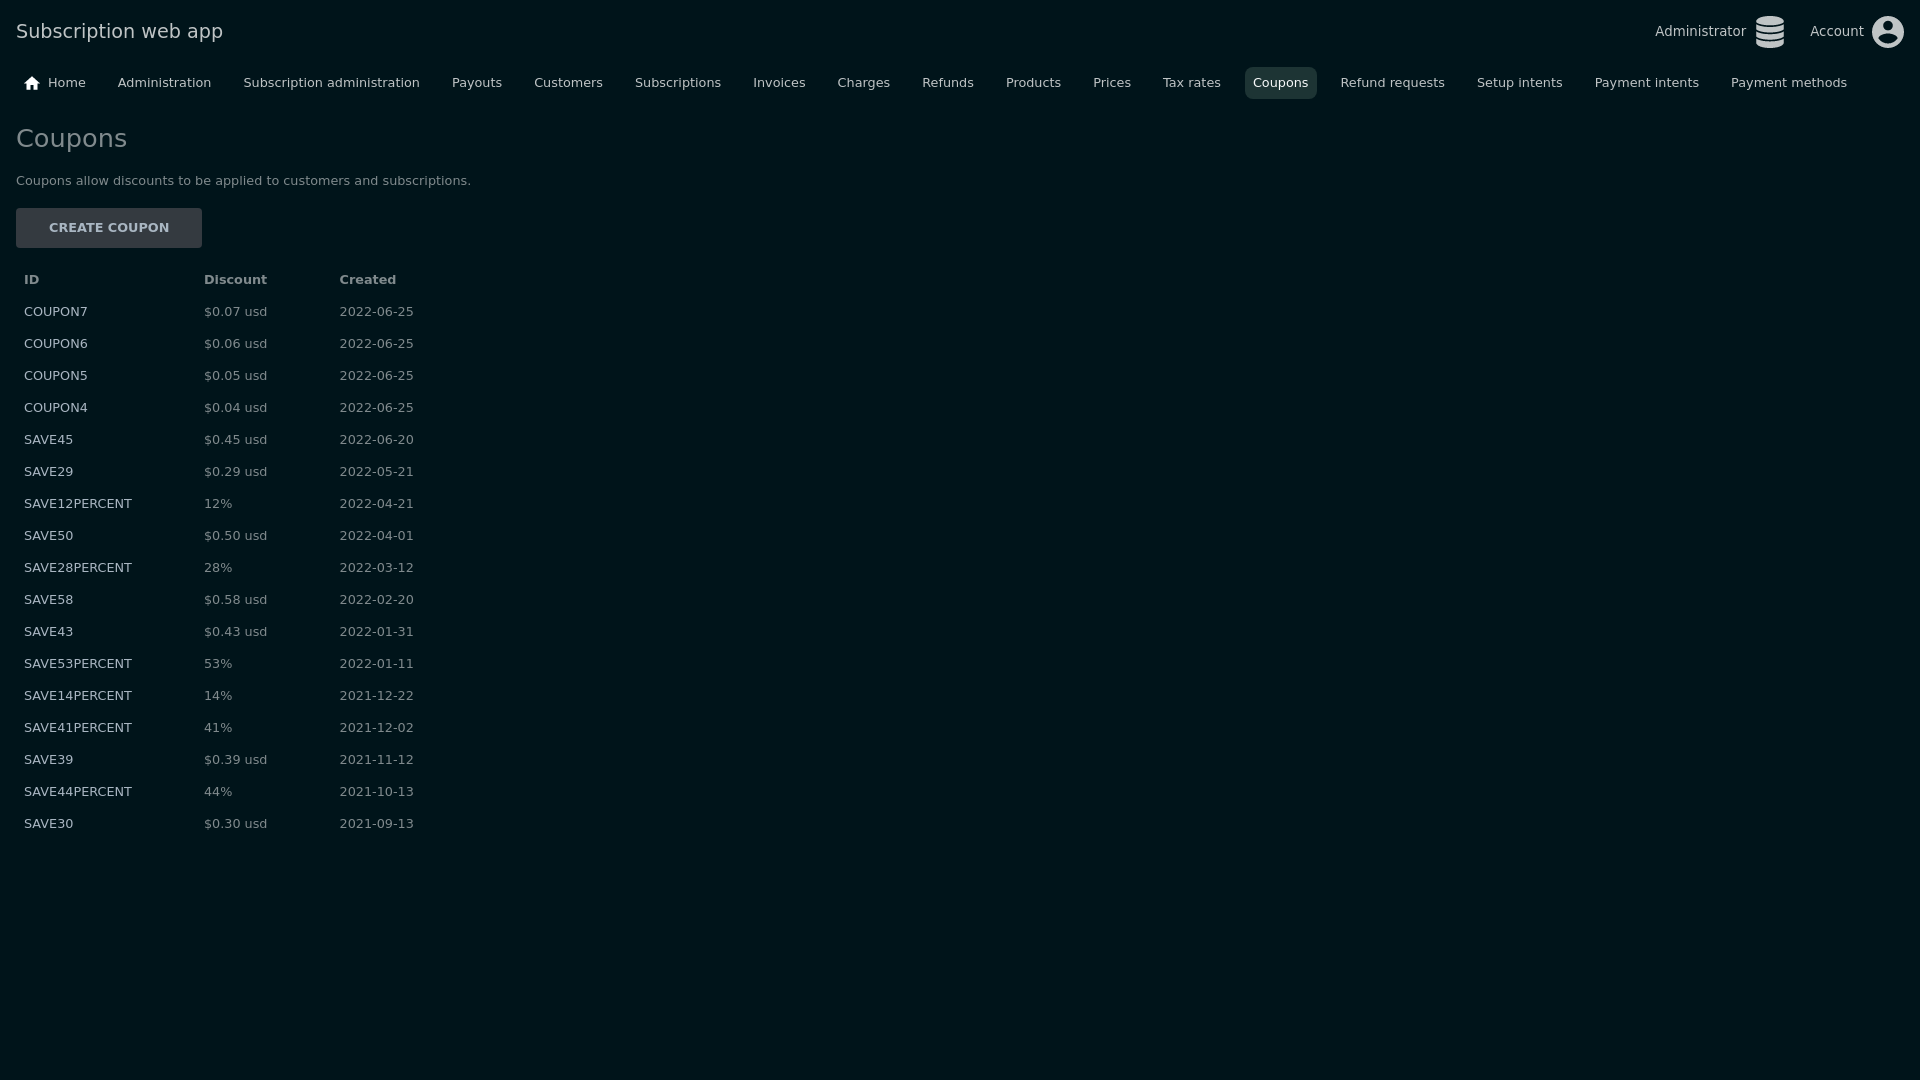 Subscription web app
Administrator Account
Home Administration Subscription administration Payouts Customers Subscriptions Invoices Charges Refunds Products Prices Tax rates Coupons Refund requests Setup intents Payment intents Payment methods
Coupons
Coupons allow discounts to be applied to customers and subscriptions.
CREATE COUPON
ID Discount Created
COUPON7 $0.07 usd 2022-06-25
COUPON6 $0.06 usd 2022-06-25
COUPON5 $0.05 usd 2022-06-25
COUPON4 $0.04 usd 2022-06-25
SAVE45 $0.45 usd 2022-06-20
SAVE29 $0.29 usd 2022-05-21
SAVE12PERCENT 12% 2022-04-21
SAVE50 $0.50 usd 2022-04-01
SAVE28PERCENT 28% 2022-03-12
SAVE58 $0.58 usd 2022-02-20
SAVE43 $0.43 usd 2022-01-31
SAVE53PERCENT 53% 2022-01-11
SAVE14PERCENT 14% 2021-12-22
SAVE41PERCENT 41% 2021-12-02
SAVE39 $0.39 usd 2021-11-12
SAVE44PERCENT 44% 2021-10-13
SAVE30 $0.30 usd 2021-09-13